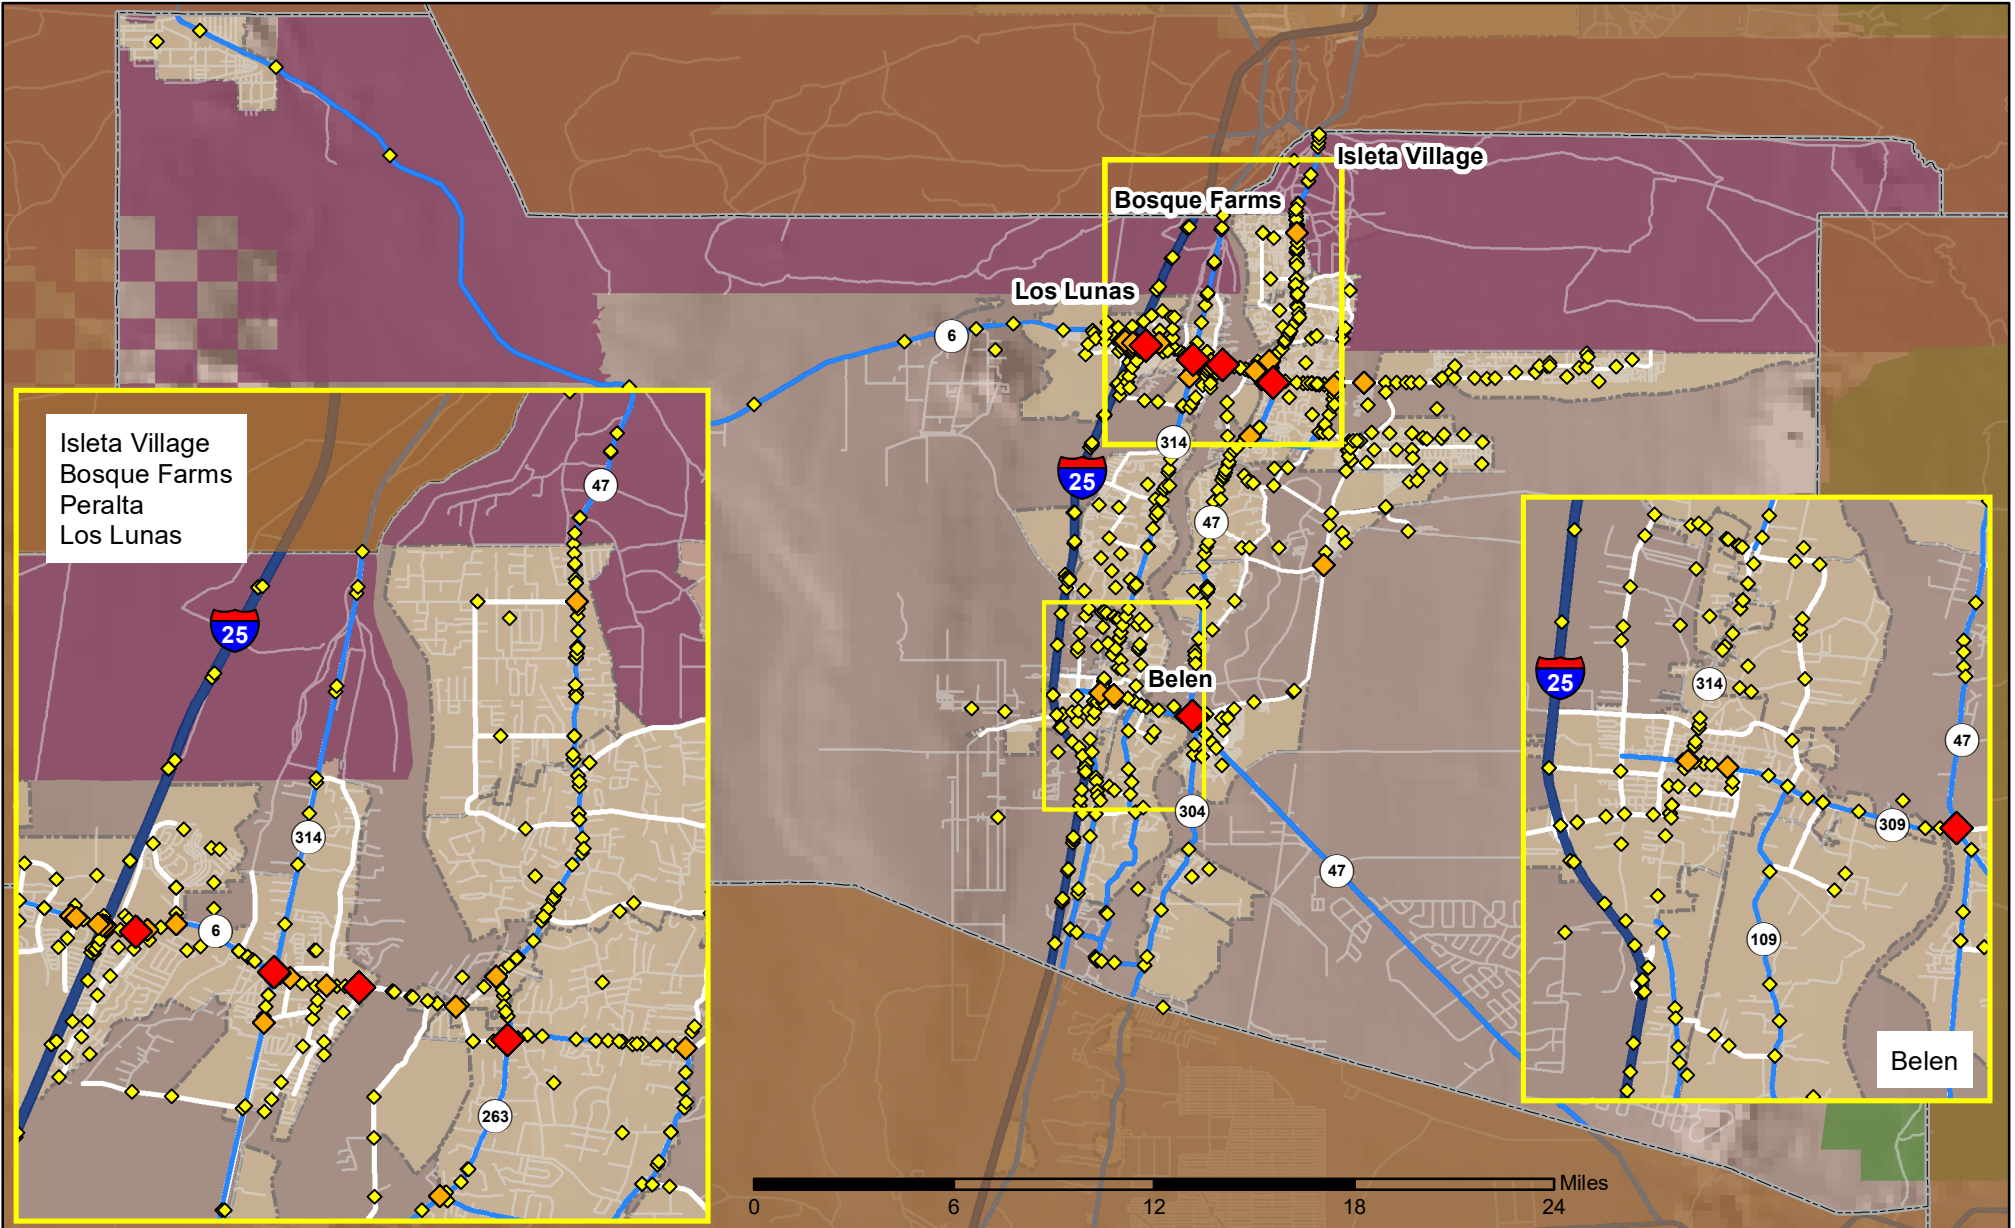 Isleta Village
Bosque Farms
Los Lunas
6
314
25
47
Belen
304
47
Isleta Village
Bosque Farms
Peralta
Los Lunas
47
25
314
6
263
25
314
47
309
109
Belen
0
6
12
18
24
Miles